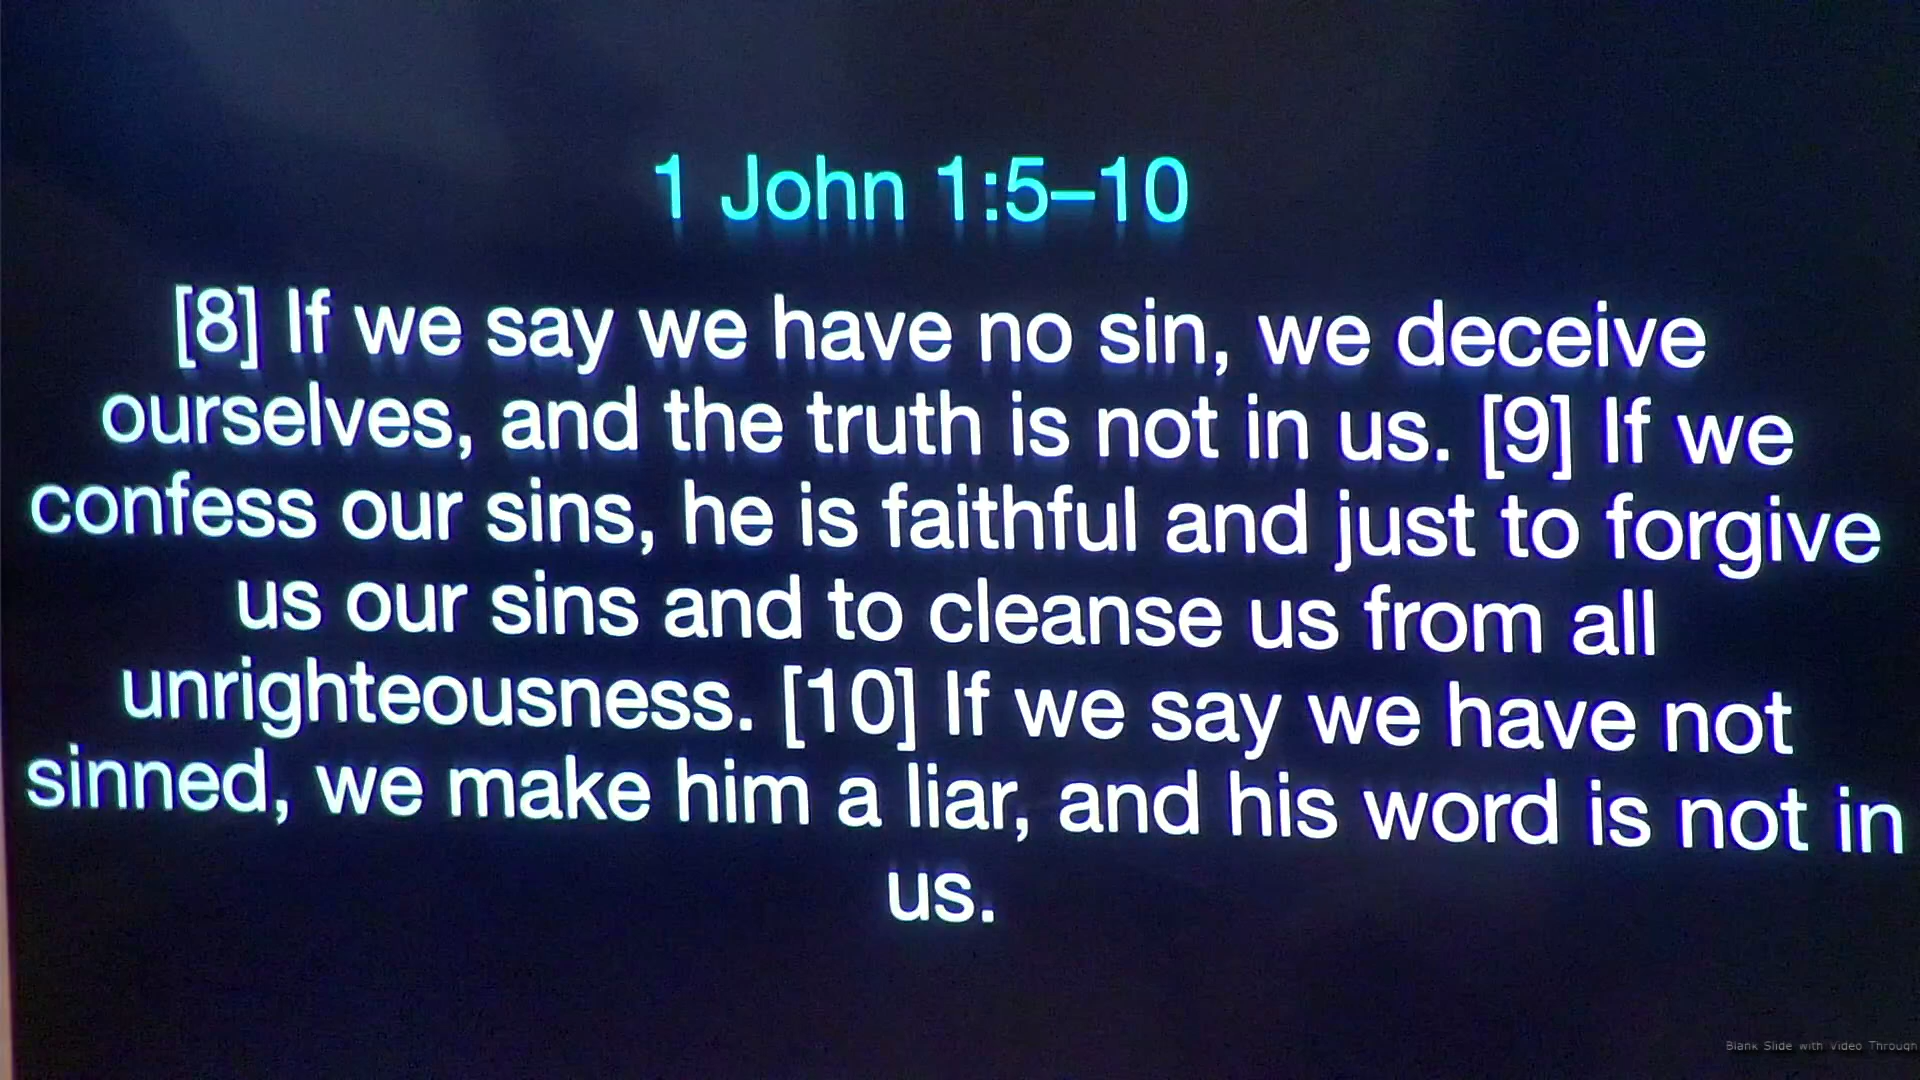 1 John 1:5–10
[8] If we say we have no sin, we deceive
ourselves, and the truth is not in us. [9] If we
confess our sins, he is faithful and just to forgive
us our sins and to cleanse us from all
unrighteousness. [10] If we say we have not
sinned, we make him a liar, and his word is not in
us.
Blank Slide with Video Through